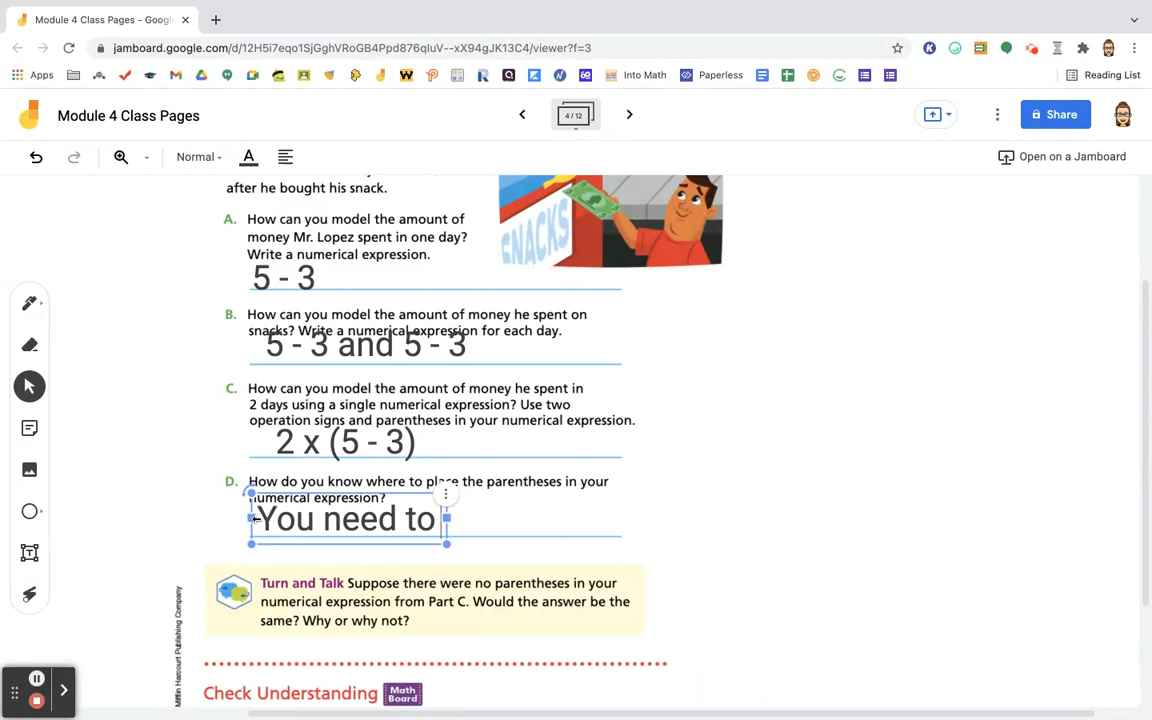 Module 4 Class Pages - Google
jamboard.google.com/d/12H5i7eqo1SjGghVRoGB4Ppd876qluV--xX94gJK13C4/viewer?f=3
Apps
Into Math
Paperless
Reading List
Module 4 Class Pages
4 / 12
Share
Normal
Open on a Jamboard
after he bought his snack.
A. How can you model the amount of
money Mr. Lopez spent in one day?
Write a numerical expression.
SNACKS
5 - 3
B. How can you model the amount of money he spent on
snacks? Write a numerical expression for each day.
5 - 3 and 5 - 3
C. How can you model the amount of money he spent in
2 days using a single numerical expression? Use two
operation signs and parentheses in your numerical expression.
2 x (5 - 3)
D. How do you know where to place the parentheses in your
numerical expression?
You need to
Turn and Talk Suppose there were no parentheses in your
numerical expression from Part C. Would the answer be the
same? Why or why not?
Mifflin Harcourt Publishing Company
Check Understanding
Math
Board